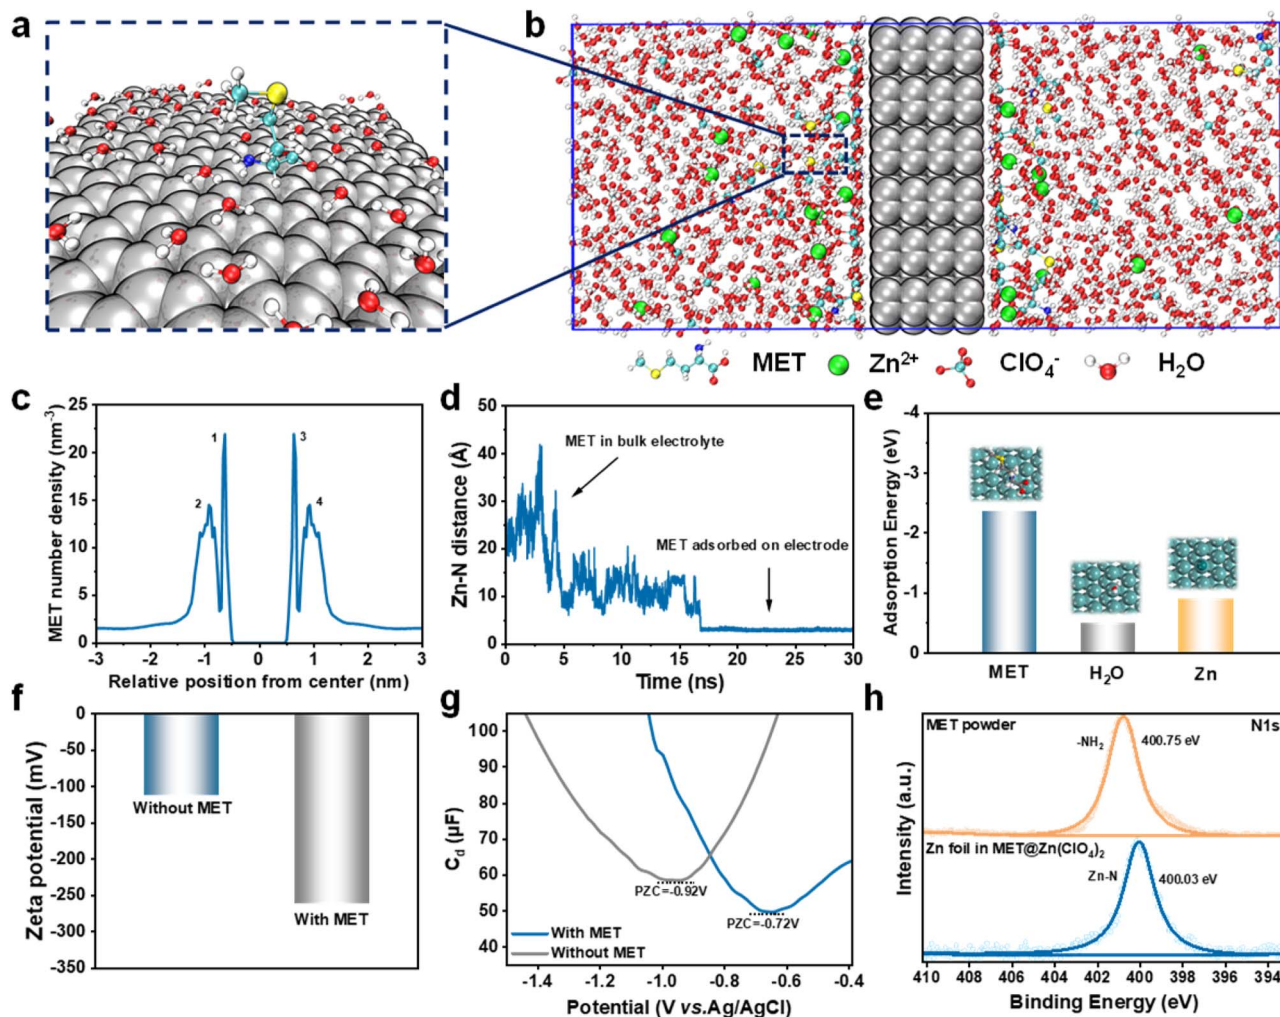 a
b
MET Zn2+ ClO4- H2O
c
MET number density (nm-3)
25
20
15
10
5
0
1
2
3
4
-3 -2 -1 0 1 2 3
Relative position from center (nm)
d
Zn-N distance (Å)
50
40
30
20
10
0
MET in bulk electrolyte
MET adsorbed on electrode
0 5 10 15 20 25 30
Time (ns)
e
Adsorption Energy (eV)
-4
-3
-2
-1
0
MET H2O Zn
f
Zeta potential (mV)
0
-50
-100
-150
-200
-250
-300
-350
Without MET
With MET
g
Cd (µF)
100
90
80
70
60
50
40
PZC=-0.92V
PZC=-0.72V
With MET
Without MET
-1.4 -1.2 -1.0 -0.8 -0.6 -0.4
Potential (V vs.Ag/AgCl)
h
Intensity (a.u.)
MET powder N1s
-NH2 400.75 eV
Zn foil in MET@Zn(ClO4)2
Zn-N 400.03 eV
410 408 406 404 402 400 398 396 394
Binding Energy (eV)